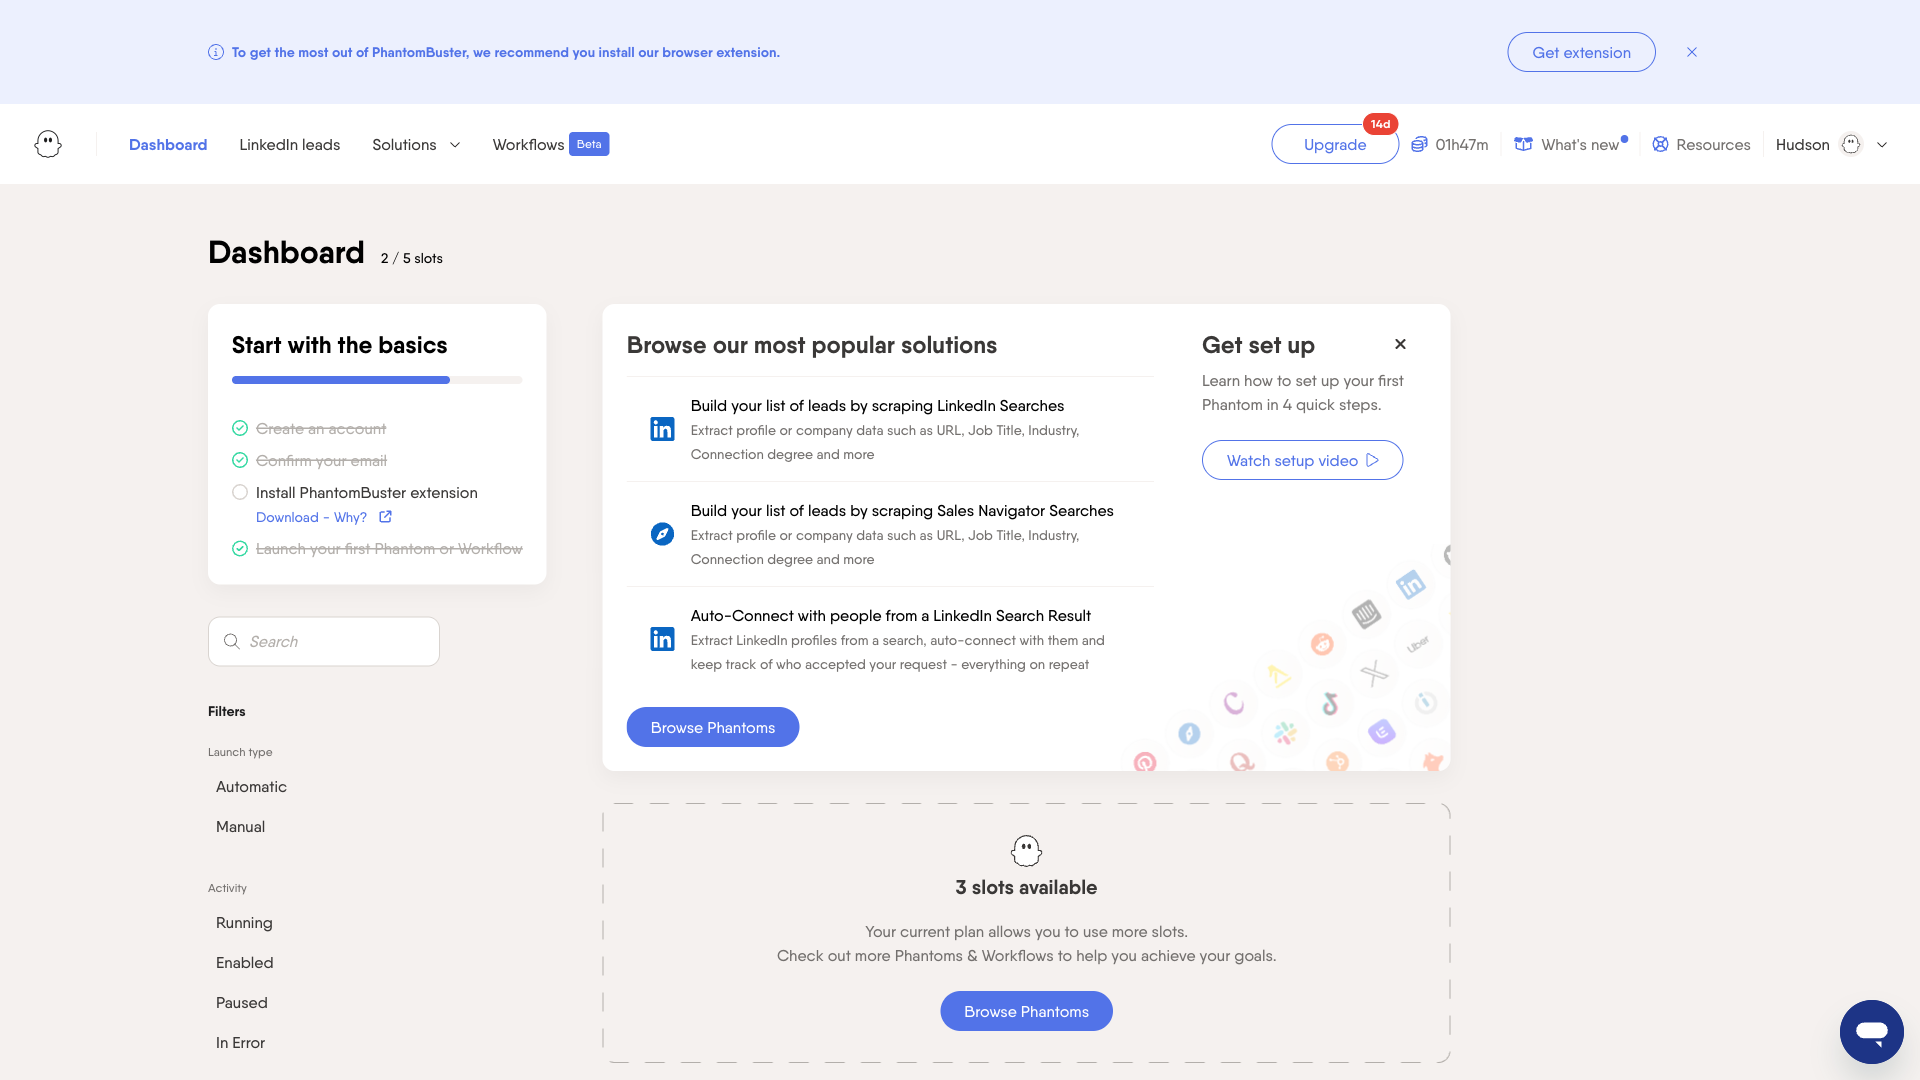 To get the most out of PhantomBuster, we recommend you install our browser extension.
Get extension
Dashboard
LinkedIn leads
Solutions
Workflows
Beta
Upgrade
14d
01h47m
What's new
Resources
Hudson
Dashboard
2 / 5 slots
Start with the basics
Create an account
Confirm your email
Install PhantomBuster extension
Download - Why?
Launch your first Phantom or Workflow
Search
Filters
Launch type
Automatic
Manual
Activity
Running
Enabled
Paused
In Error
Browse our most popular solutions
Build your list of leads by scraping LinkedIn Searches
Extract profile or company data such as URL, Job Title, Industry,
Connection degree and more
Build your list of leads by scraping Sales Navigator Searches
Extract profile or company data such as URL, Job Title, Industry,
Connection degree and more
Auto-Connect with people from a LinkedIn Search Result
Extract LinkedIn profiles from a search, auto-connect with them and
keep track of who accepted your request - everything on repeat
Browse Phantoms
Get set up
Learn how to set up your first
Phantom in 4 quick steps.
Watch setup video
Uber
3 slots available
Your current plan allows you to use more slots.
Check out more Phantoms & Workflows to help you achieve your goals.
Browse Phantoms